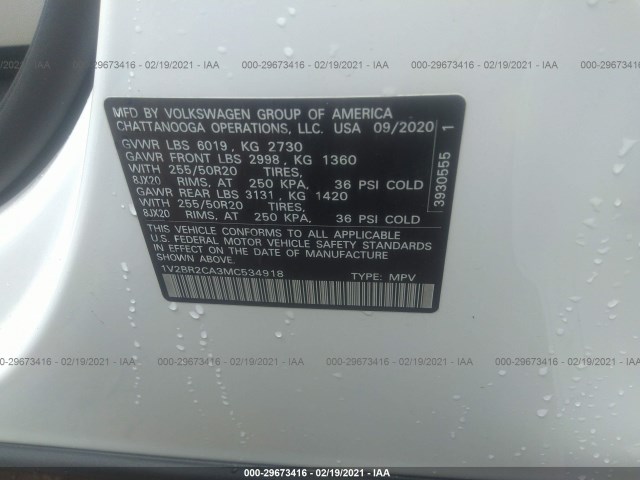 000-29673416 - 02/19/2021 - IAA 000-29673416 - 02/19/2021 - IAA
MFD BY VOLKSWAGEN GROUP OF AMERICA
CHATTANOOGA OPERATIONS, LLC. USA 09/2020
GVWR LBS 6019, KG 2730
GAWR FRONT LBS 2998, KG 1360
WITH 255/50R20 TIRES,
8JX20 RIMS, AT 250 KPA, 36 PSI COLD
GAWR REAR LBS 3131, KG 1420
WITH 255/50R20 TIRES,
8JX20 RIMS, AT 250 KPA, 36 PSI COLD
THIS VEHICLE CONFORMS TO ALL APPLICABLE
U.S. FEDERAL MOTOR VEHICLE SAFETY STANDARDS
IN EFFECT ON THE DATE OF MANUFACTURE
SHOWN ABOVE.
1V2BR2CA3MC534918 TYPE: MPV
3930555 1
000-29673416 - 02/19/2021 - IAA